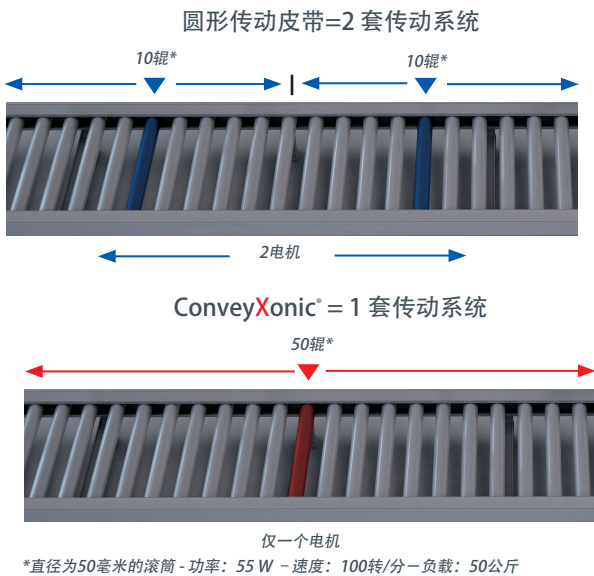 圆形传动皮带=2 套传动系统
10辊* 10辊*
2电机
ConveyXonic® = 1 套传动系统
50辊*
仅一个电机
*直径为50毫米的滚筒 - 功率：55 W －速度：100转/分－负载：50公斤